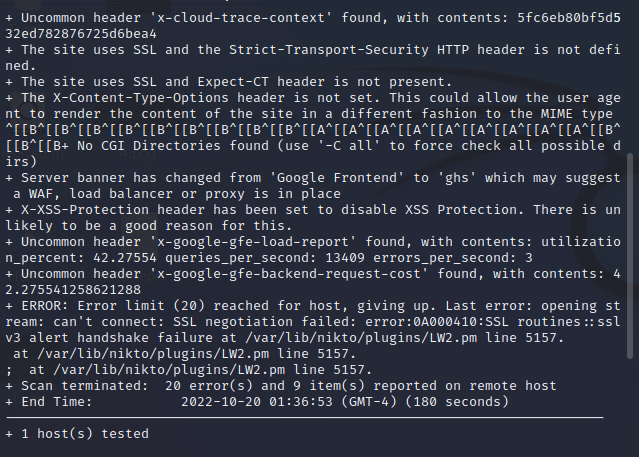 + Uncommon header 'x-cloud-trace-context' found, with contents: 5fc6eb80bf5d5
32ed782876725d6bea4
+ The site uses SSL and the Strict-Transport-Security HTTP header is not defi
ned.
+ The site uses SSL and Expect-CT header is not present.
+ The X-Content-Type-Options header is not set. This could allow the user age
nt to render the content of the site in a different fashion to the MIME type
^[[B^[[B^[[B^[[B^[[B^[[B^[[B^[[B^[[B^[[A^[[A^[[A^[[A^[[A^[[A^[[A^[[A^[[A^[[B^
[[B^[[B+ No CGI Directories found (use '-C all' to force check all possible d
irs)
+ Server banner has changed from 'Google Frontend' to 'ghs' which may suggest
 a WAF, load balancer or proxy is in place
+ X-XSS-Protection header has been set to disable XSS Protection. There is un
likely to be a good reason for this.
+ Uncommon header 'x-google-gfe-load-report' found, with contents: utilizatio
n_percent: 42.27554 queries_per_second: 13409 errors_per_second: 3
+ Uncommon header 'x-google-gfe-backend-request-cost' found, with contents: 4
2.275541258621288
+ ERROR: Error limit (20) reached for host, giving up. Last error: opening st
ream: can't connect: SSL negotiation failed: error:0A000410:SSL routines::ssl
v3 alert handshake failure at /var/lib/nikto/plugins/LW2.pm line 5157.
 at /var/lib/nikto/plugins/LW2.pm line 5157.
;  at /var/lib/nikto/plugins/LW2.pm line 5157.
+ Scan terminated:  20 error(s) and 9 item(s) reported on remote host
+ End Time:           2022-10-20 01:36:53 (GMT-4) (180 seconds)
+ 1 host(s) tested